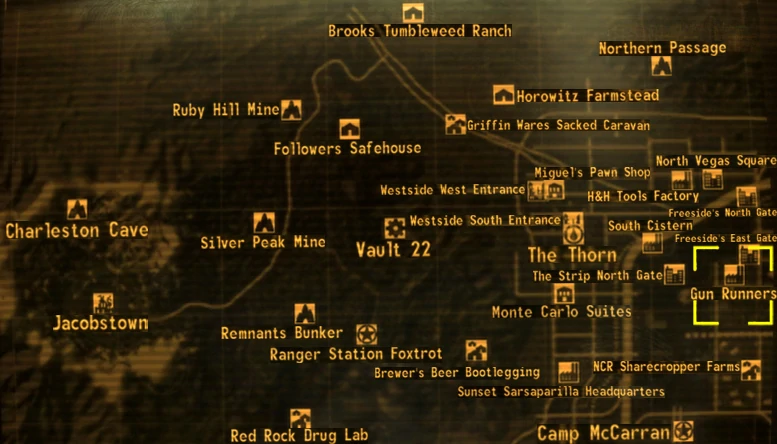 Brooks Tumbleweed Ranch
Northern Passage
Horowitz Farmstead
Ruby Hill Mine
Griffin Wares Sacked Caravan
Followers Safehouse
North Vegas Square
Miguel's Pawn Shop
Westside West Entrance
H&H Tools Factory
Freeside's North Gate
Westside South Entrance
South Cistern
Charleston Cave
Silver Peak Mine
Vault 22
Freeside's East Gate
The Thorn
The Strip North Gate
Gun Runners
Monte Carlo Suites
Jacobstown
Remnants Bunker
Ranger Station Foxtrot
Brewer's Beer Bootlegging
NCR Sharecropper Farms
Sunset Sarsaparilla Headquarters
Red Rock Drug Lab
Camp McCarran